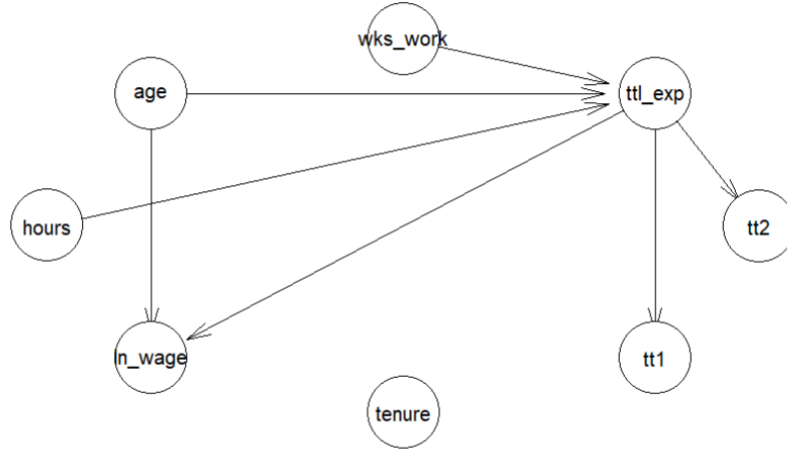 wks_work
age
ttl_exp
hours
tt2
ln_wage
tt1
tenure